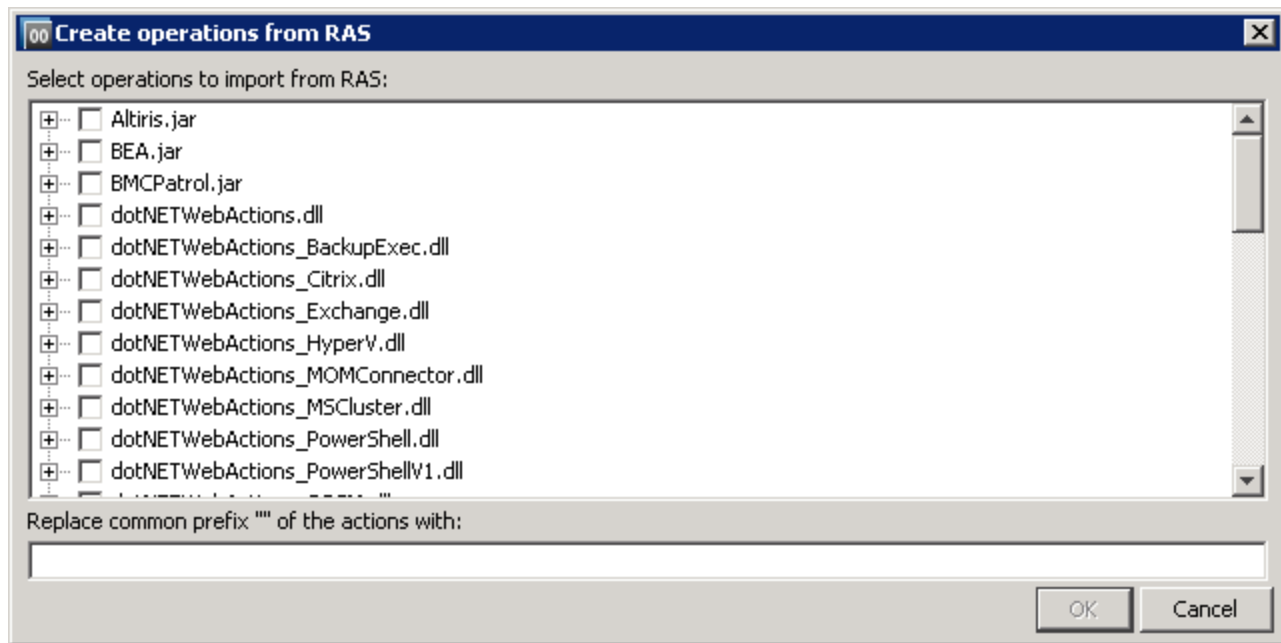 Create operations from RAS
Select operations to import from RAS:
Altiris.jar
BEA.jar
BMCPatrol.jar
dotNETWebActions.dll
dotNETWebActions_BackupExec.dll
dotNETWebActions_Citrix.dll
dotNETWebActions_Exchange.dll
dotNETWebActions_HyperV.dll
dotNETWebActions_MOMConnector.dll
dotNETWebActions_MSCluster.dll
dotNETWebActions_PowerShell.dll
dotNETWebActions_PowerShellV1.dll
Replace common prefix "" of the actions with:
OK Cancel